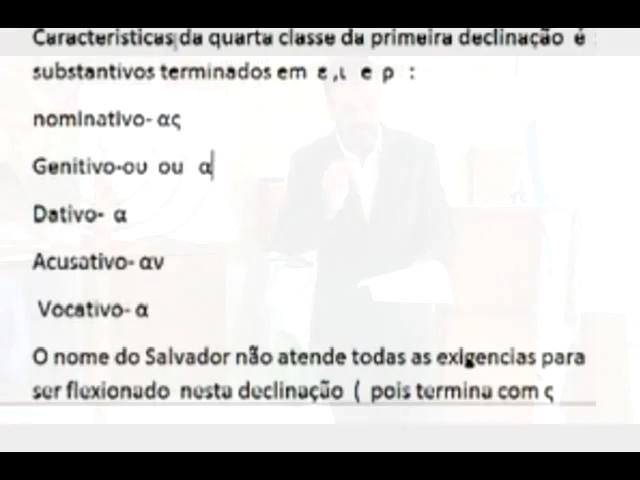 Caracteristicas da quarta classe da primeira declinação é
substantivos terminados em ε ,ι e ρ :
nominativo- ας
Genitivo-ου ou α
Dativo- α
Acusativo- αν
Vocativo- α
O nome do Salvador não atende todas as exigencias para
ser flexionado nesta declinação ( pois termina com ς